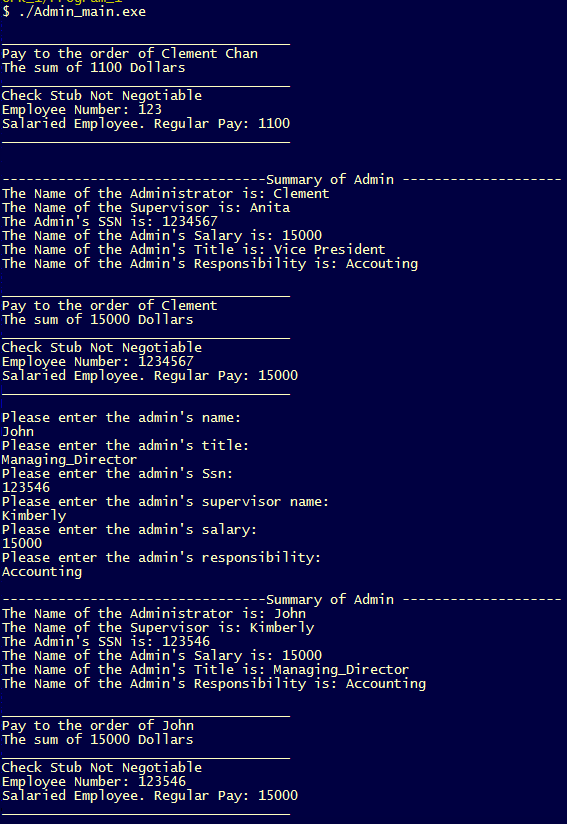 $ ./Admin_main.exe
____________________________________
Pay to the order of Clement Chan
The sum of 1100 Dollars
____________________________________
Check Stub Not Negotiable
Employee Number: 123
Salaried Employee. Regular Pay: 1100
____________________________________
---------------------------------Summary of Admin --------------------
The Name of the Administrator is: Clement
The Name of the Supervisor is: Anita
The Admin's SSN is: 1234567
The Name of the Admin's Salary is: 15000
The Name of the Admin's Title is: Vice President
The Name of the Admin's Responsibility is: Accouting
____________________________________
Pay to the order of Clement
The sum of 15000 Dollars
____________________________________
Check Stub Not Negotiable
Employee Number: 1234567
Salaried Employee. Regular Pay: 15000
____________________________________
Please enter the admin's name:
John
Please enter the admin's title:
Managing_Director
Please enter the admin's Ssn:
123546
Please enter the admin's supervisor name:
Kimberly
Please enter the admin's salary:
15000
Please enter the admin's responsibility:
Accounting
---------------------------------Summary of Admin --------------------
The Name of the Administrator is: John
The Name of the Supervisor is: Kimberly
The Admin's SSN is: 123546
The Name of the Admin's Salary is: 15000
The Name of the Admin's Title is: Managing_Director
The Name of the Admin's Responsibility is: Accounting
____________________________________
Pay to the order of John
The sum of 15000 Dollars
____________________________________
Check Stub Not Negotiable
Employee Number: 123546
Salaried Employee. Regular Pay: 15000
____________________________________